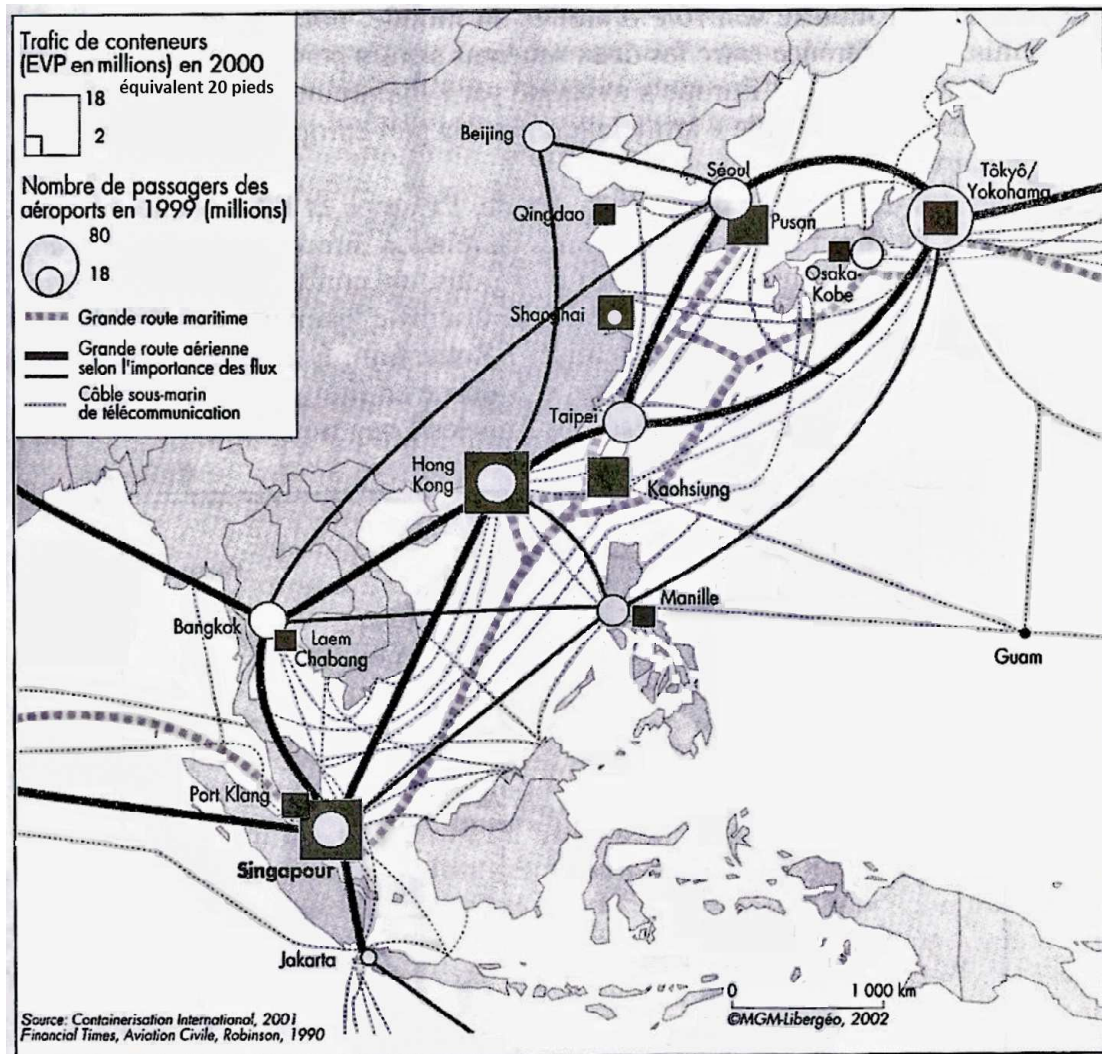 Trafic de conteneurs
(EVP en millions) en 2000
équivalent 20 pieds
18
2
Nombre de passagers des
aéroports en 1999 (millions)
80
18
Grande route maritime
Grande route aérienne
selon l'importance des flux
Câble sous-marin
de télécommunication
Beijing
Séoul
Tôkyô/
Yokohama
Qingdao
Pusan
Osaka-
Kobe
Shanghai
Taipei
Hong
Kong
Kaohsiung
Bangkok
Laem
Chabang
Manille
Guam
Port Klang
Singapour
Jakarta
0
1 000 km
©MGM-Libergéo, 2002
Source: Containerisation International, 2001
Financial Times, Aviation Civile, Robinson, 1990